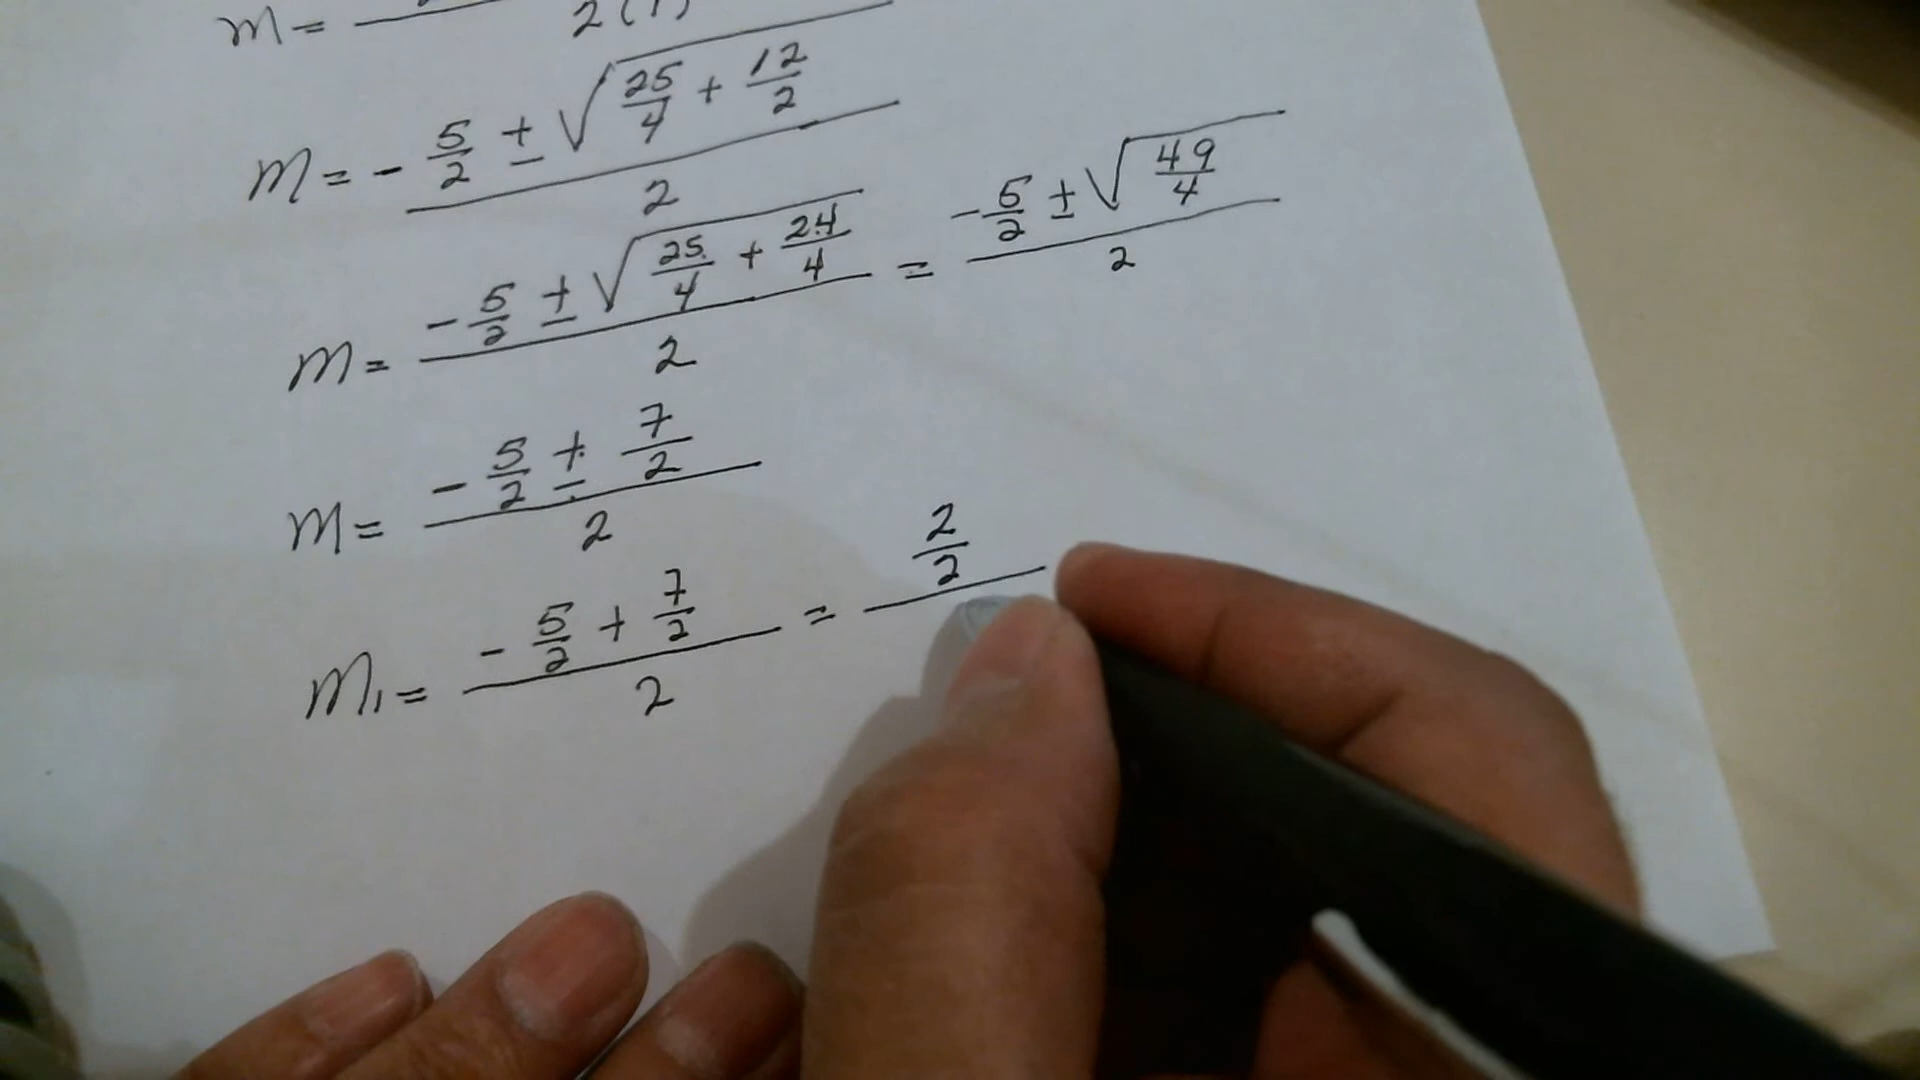 m = 2(1)
m = - 5/2 ± √(25/4 + 12/2) / 2
m = (-5/2 ± √(25/4 + 24/4)) / 2 = (-5/2 ± √(49/4)) / 2
m = (-5/2 ± 7/2) / 2
m₁ = (-5/2 + 7/2) / 2 = (2/2) /